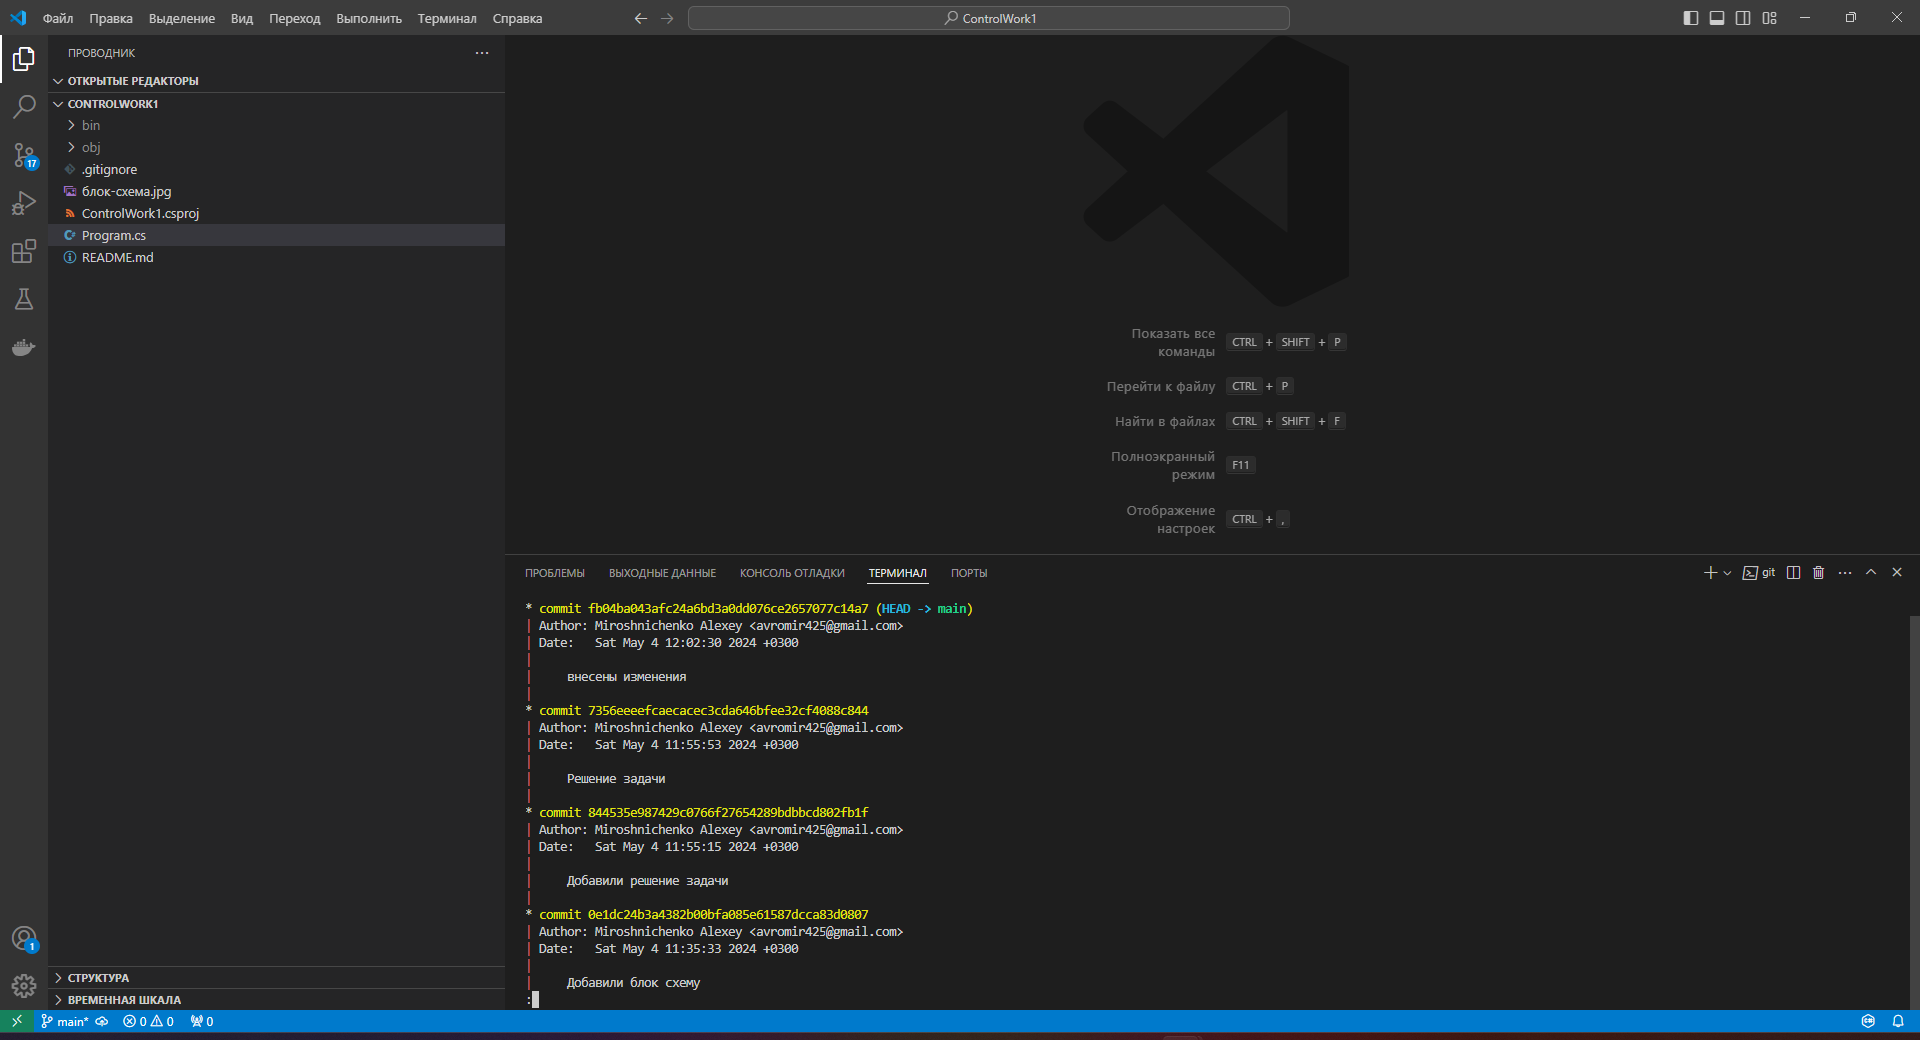 Файл Правка Выделение Вид Переход Выполнить Терминал Справка
ControlWork1
ПРОВОДНИК
ОТКРЫТЫЕ РЕДАКТОРЫ
CONTROLWORK1
bin
obj
17
.gitignore
блок-схема.jpg
ControlWork1.csproj
Program.cs
README.md
Показать все команды CTRL + SHIFT + P
Перейти к файлу CTRL + P
Найти в файлах CTRL + SHIFT + F
Полноэкранный режим F11
Отображение настроек CTRL + ,
ПРОБЛЕМЫ ВЫХОДНЫЕ ДАННЫЕ КОНСОЛЬ ОТЛАДКИ ТЕРМИНАЛ ПОРТЫ
git
* commit fb04ba043afc24a6bd3a0dd076ce2657077c14a7 (HEAD -> main)
| Author: Miroshnichenko Alexey <avromir425@gmail.com>
| Date:   Sat May 4 12:02:30 2024 +0300
|
|     внесены изменения
|
* commit 7356eeeefcaecacec3cda646bfee32cf4088c844
| Author: Miroshnichenko Alexey <avromir425@gmail.com>
| Date:   Sat May 4 11:55:53 2024 +0300
|
|     Решение задачи
|
* commit 844535e987429c0766f27654289bdbbcd802fb1f
| Author: Miroshnichenko Alexey <avromir425@gmail.com>
| Date:   Sat May 4 11:55:15 2024 +0300
|
|     Добавили решение задачи
|
* commit 0e1dc24b3a4382b00bfa085e61587dcca83d0807
| Author: Miroshnichenko Alexey <avromir425@gmail.com>
| Date:   Sat May 4 11:35:33 2024 +0300
|
|     Добавили блок схему
:
1
СТРУКТУРА
ВРЕМЕННАЯ ШКАЛА
main* 0 0 0